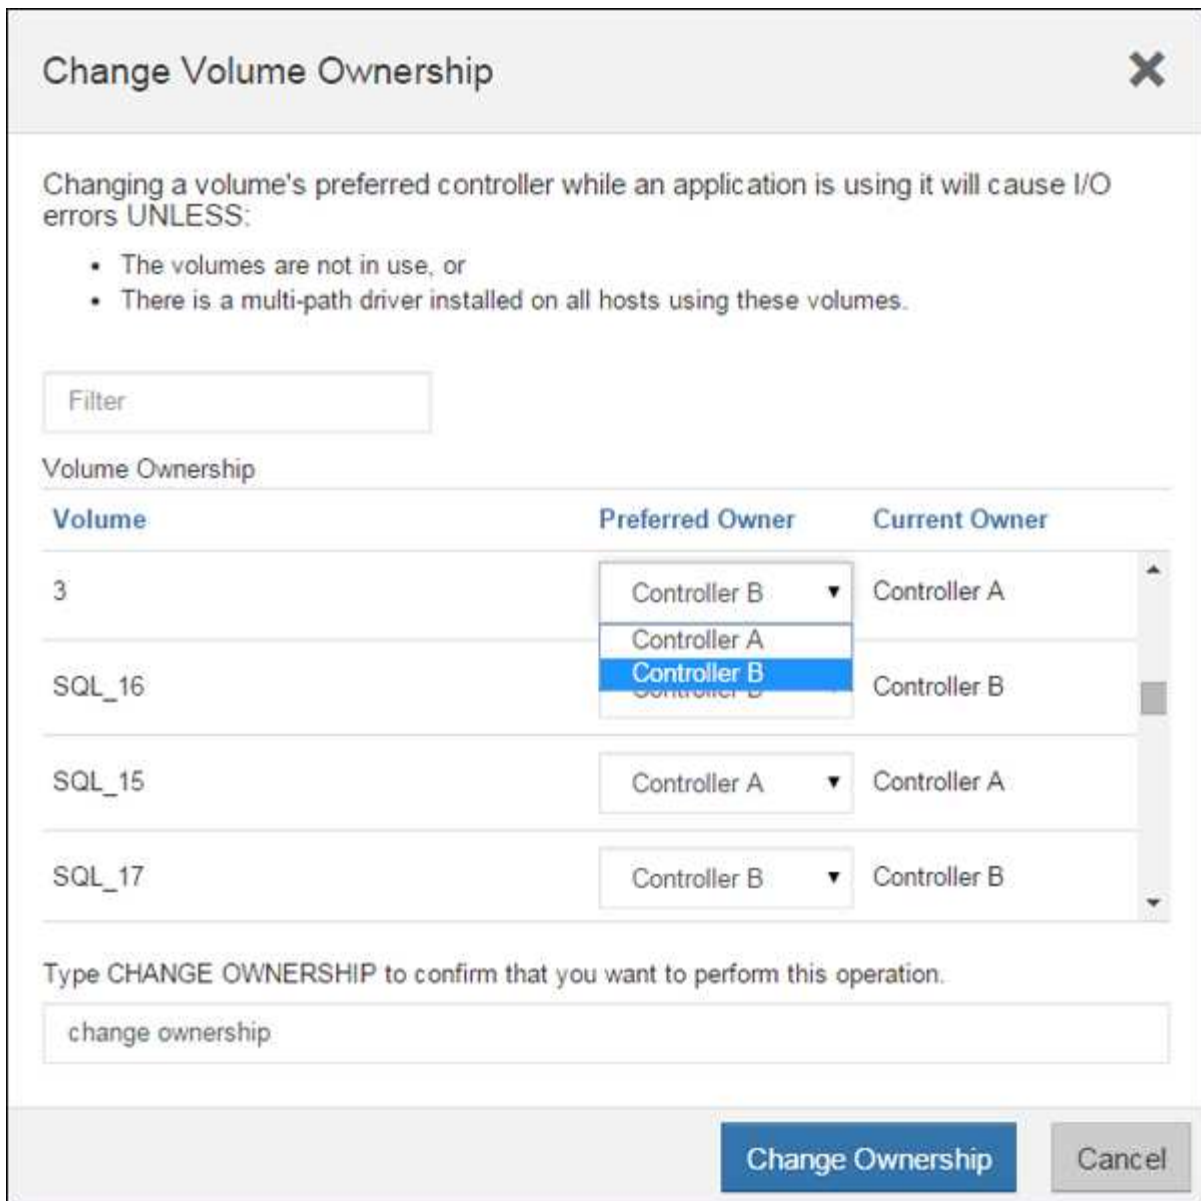 Change Volume Ownership
Changing a volume's preferred controller while an application is using it will cause I/O
errors UNLESS:
• The volumes are not in use, or
• There is a multi-path driver installed on all hosts using these volumes.
Filter
Volume Ownership
Volume Preferred Owner Current Owner
3 Controller B Controller A
Controller A
Controller B
SQL_16 Controller B Controller B
SQL_15 Controller A Controller A
SQL_17 Controller B Controller B
Type CHANGE OWNERSHIP to confirm that you want to perform this operation.
change ownership
Change Ownership Cancel